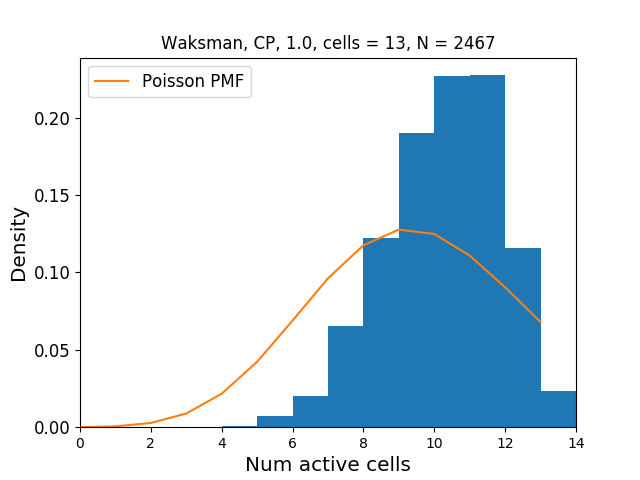 Waksman, CP, 1.0, cells = 13, N = 2467
Poisson PMF
Density
0.20
0.15
0.10
0.05
0.00
0 2 4 6 8 10 12 14
Num active cells